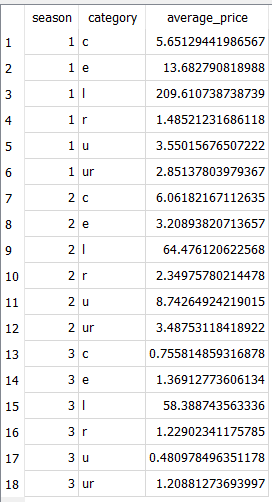 season category average_price
1 1 c 5.65129441986567
2 1 e 13.682790818988
3 1 l 209.610738738739
4 1 r 1.48521231686118
5 1 u 3.55015676507222
6 1 ur 2.85137803979367
7 2 c 6.06182167112635
8 2 e 3.20893820713657
9 2 l 64.476120622568
10 2 r 2.34975780214478
11 2 u 8.74264924219015
12 2 ur 3.48753118418922
13 3 c 0.755814859316878
14 3 e 1.36912773606134
15 3 l 58.388743563336
16 3 r 1.22902341175785
17 3 u 0.480978496351178
18 3 ur 1.20881273693997